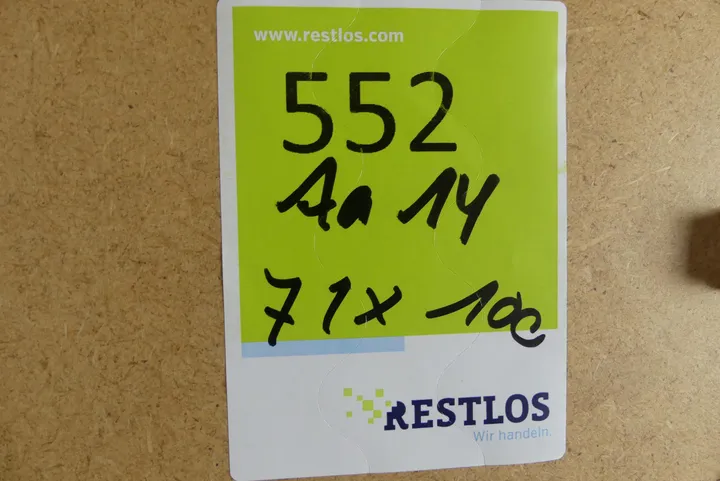 www.restlos.com
552
Aa 14
71x 100
RESTLOS
Wir handeln.